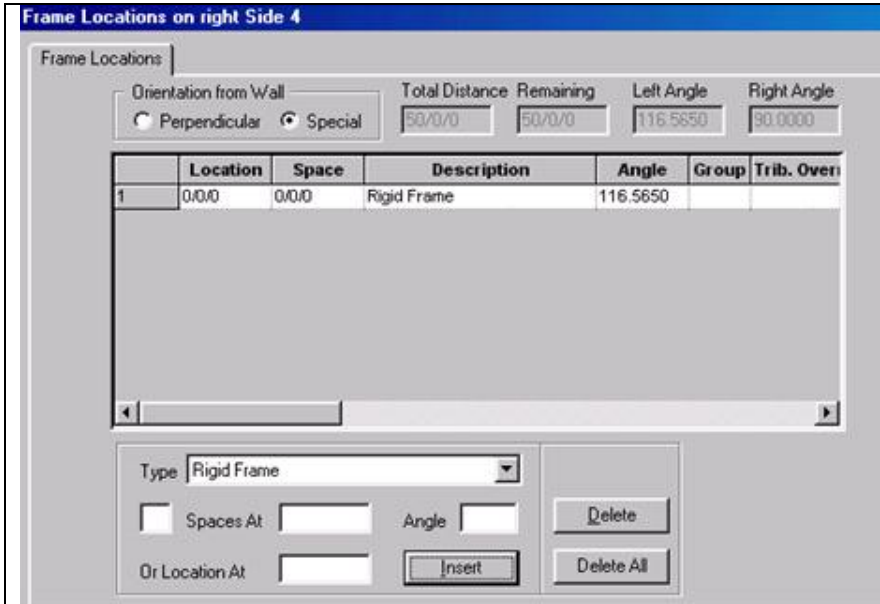 Frame Locations on right Side 4
Frame Locations
Orientation from Wall
Perpendicular Special
Total Distance Remaining Left Angle Right Angle
50/0/0 50/0/0 116.5650 90.0000
Location Space Description Angle Group Trib. Overr
1 0/0/0 0/0/0 Rigid Frame 116.5650
Type Rigid Frame
Spaces At Angle Delete
Or Location At Insert Delete All